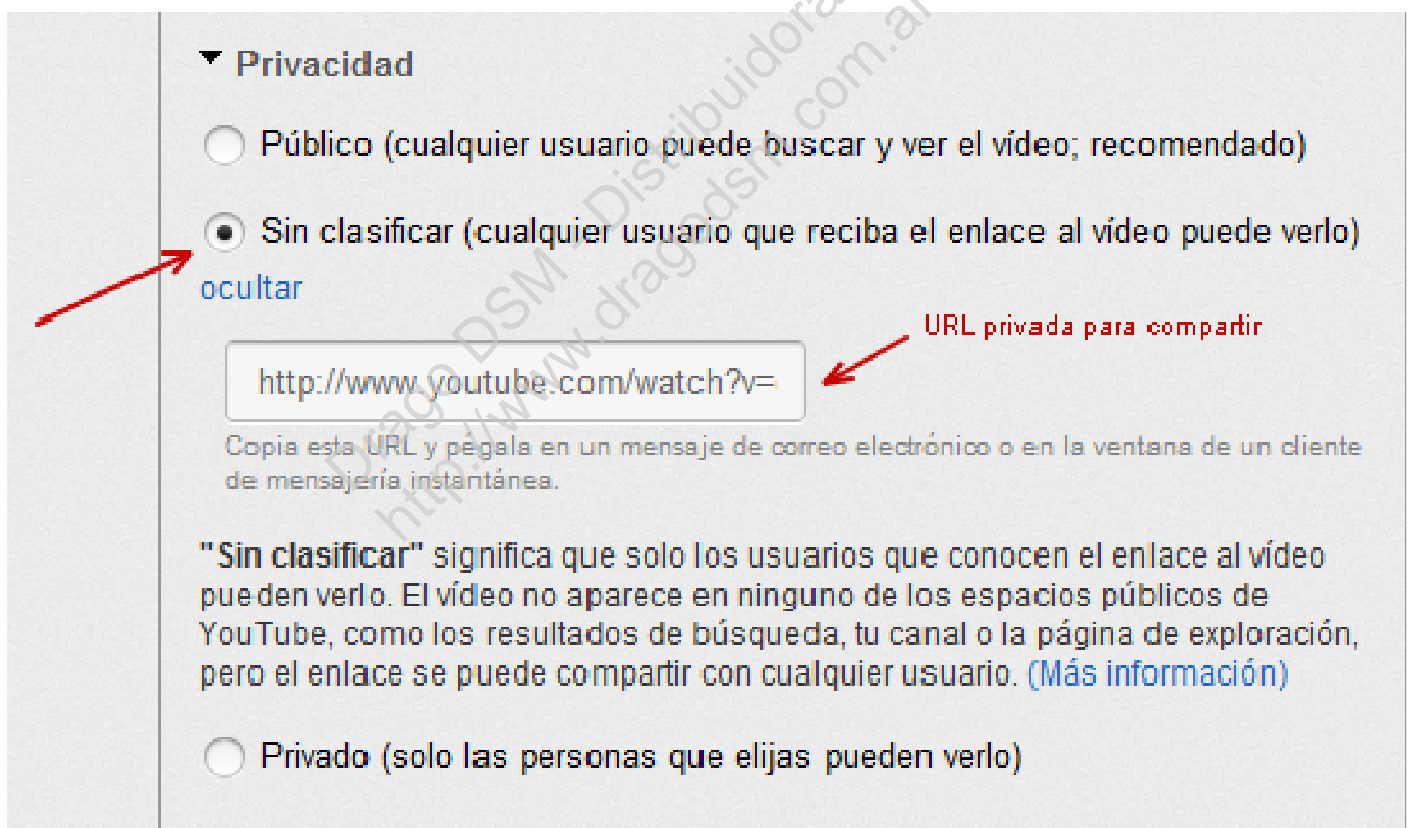 Privacidad
Público (cualquier usuario puede buscar y ver el vídeo; recomendado)
Sin clasificar (cualquier usuario que reciba el enlace al vídeo puede verlo)
ocultar
URL privada para compartir
http://www.youtube.com/watch?v=
Copia esta URL y pégala en un mensaje de correo electrónico o en la ventana de un cliente
de mensajería instantánea.
"Sin clasificar" significa que solo los usuarios que conocen el enlace al vídeo
pueden verlo. El vídeo no aparece en ninguno de los espacios públicos de
YouTube, como los resultados de búsqueda, tu canal o la página de exploración,
pero el enlace se puede compartir con cualquier usuario. (Más información)
Privado (solo las personas que elijas pueden verlo)
Drago DSM - Distribuidora
http://www.dragodsm.com.ar